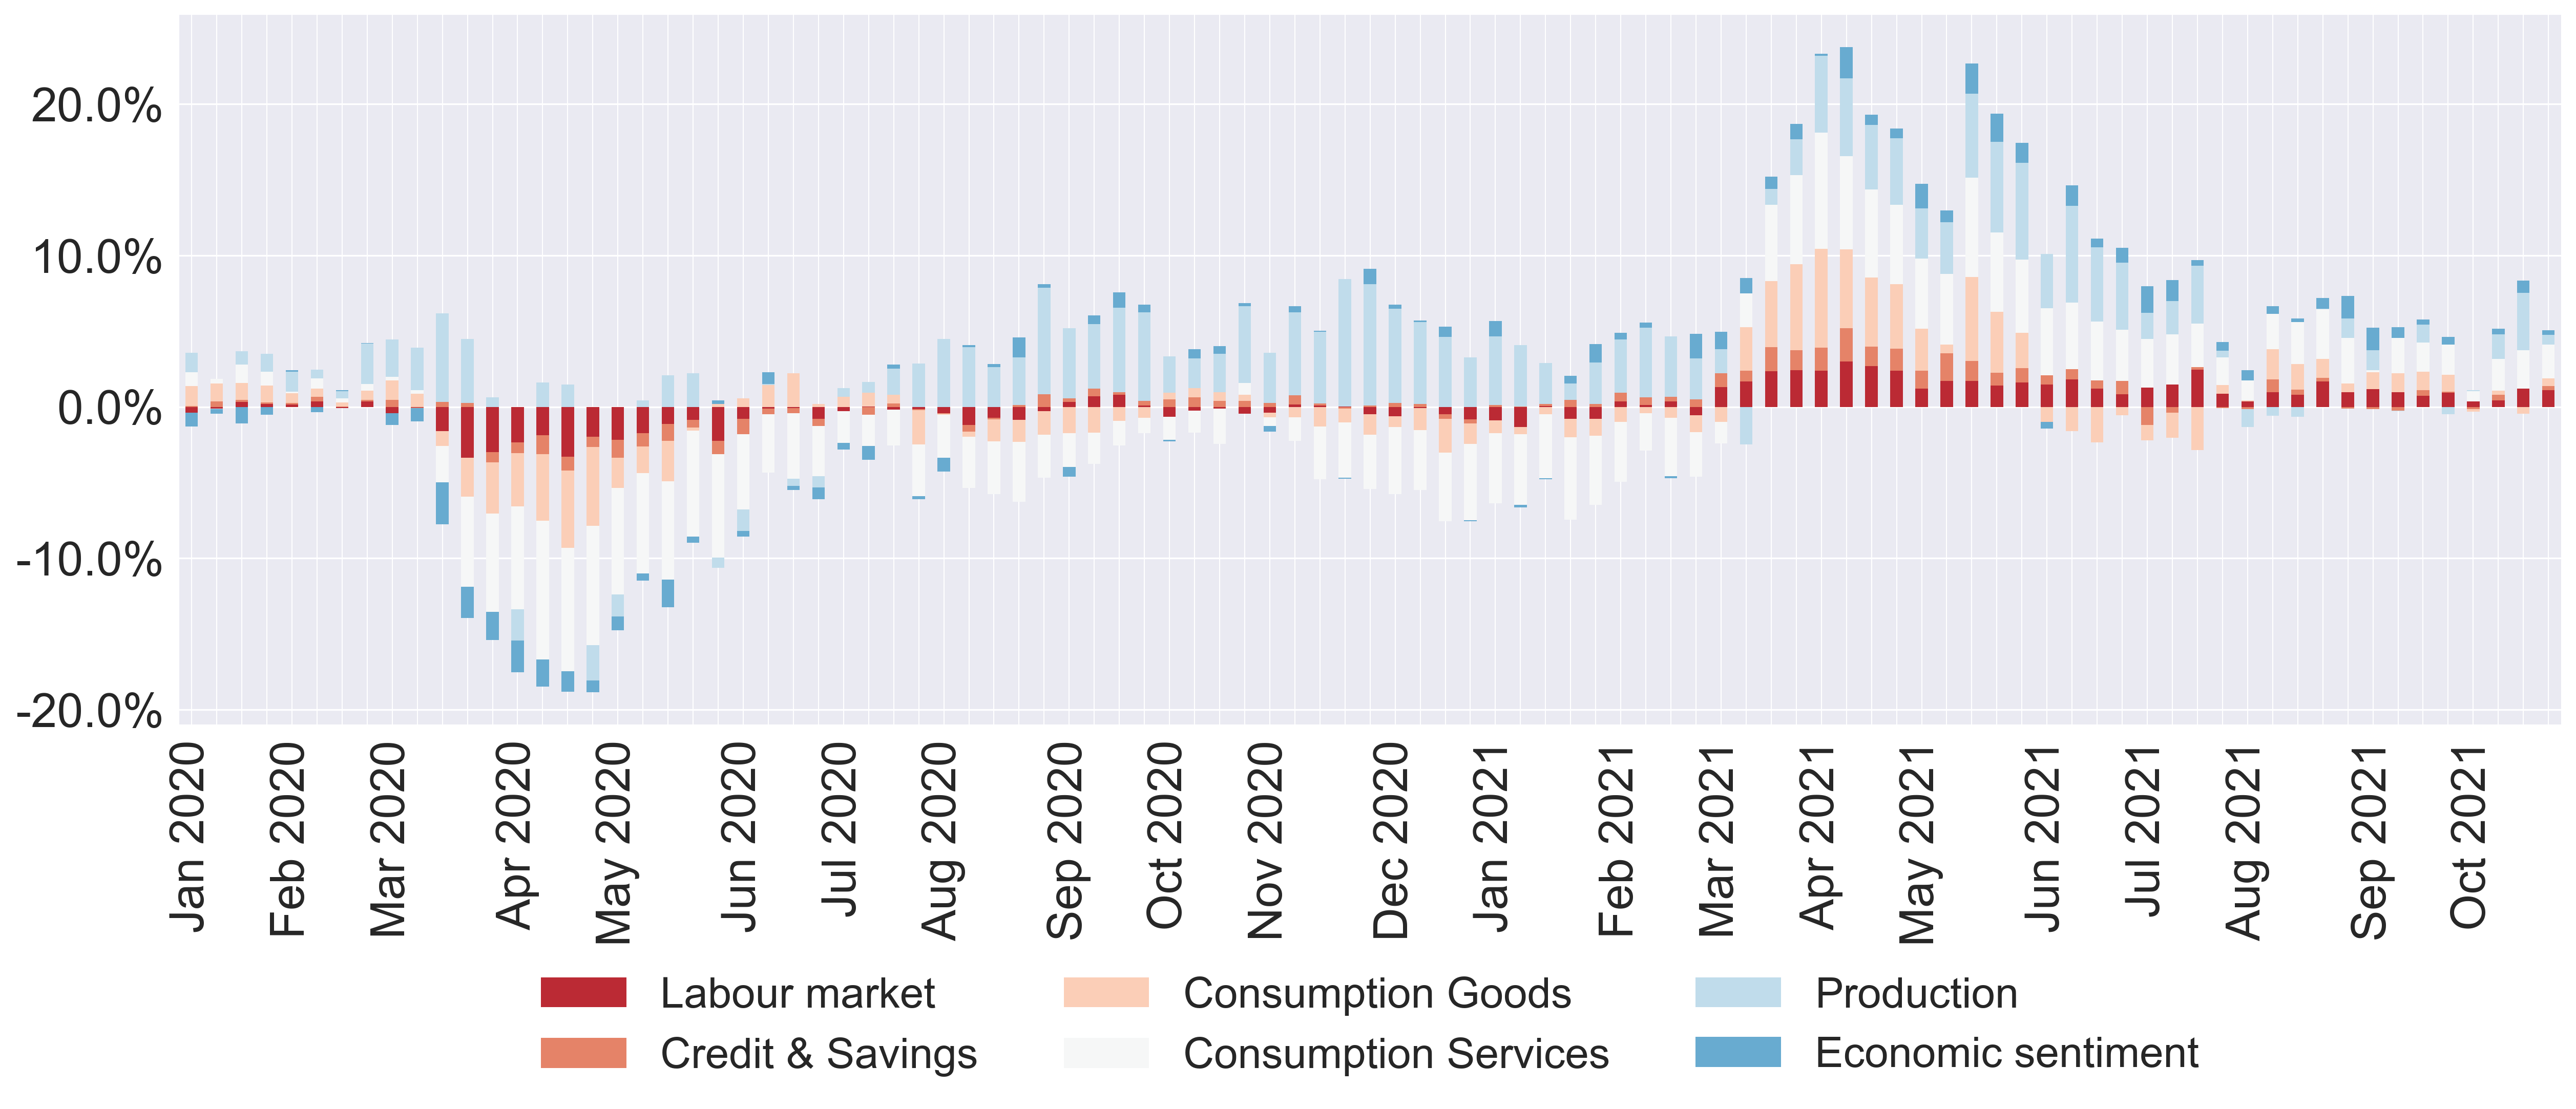 20.0%
10.0%
0.0%
-10.0%
-20.0%
Jan 2020
Feb 2020
Mar 2020
Apr 2020
May 2020
Jun 2020
Jul 2020
Aug 2020
Sep 2020
Oct 2020
Nov 2020
Dec 2020
Jan 2021
Feb 2021
Mar 2021
Apr 2021
May 2021
Jun 2021
Jul 2021
Aug 2021
Sep 2021
Oct 2021
Labour market
Consumption Goods
Production
Credit & Savings
Consumption Services
Economic sentiment